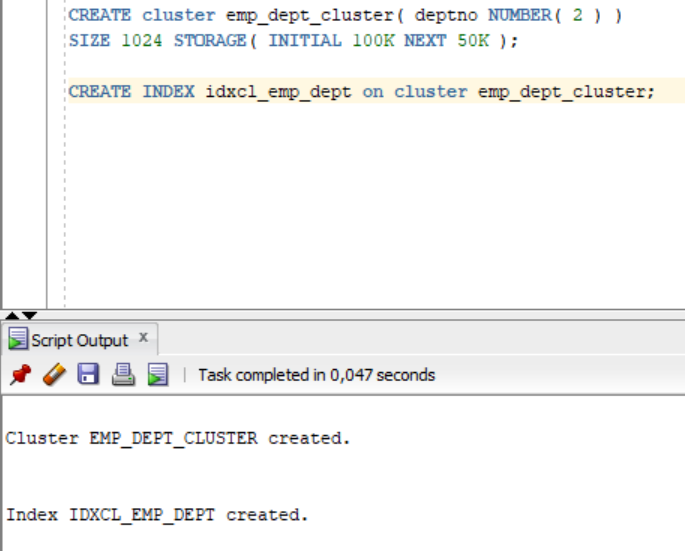 CREATE cluster emp_dept_cluster( deptno NUMBER( 2 ) )
SIZE 1024 STORAGE( INITIAL 100K NEXT 50K );
CREATE INDEX idxcl_emp_dept on cluster emp_dept_cluster;
Script Output x
Task completed in 0,047 seconds
Cluster EMP_DEPT_CLUSTER created.
Index IDXCL_EMP_DEPT created.